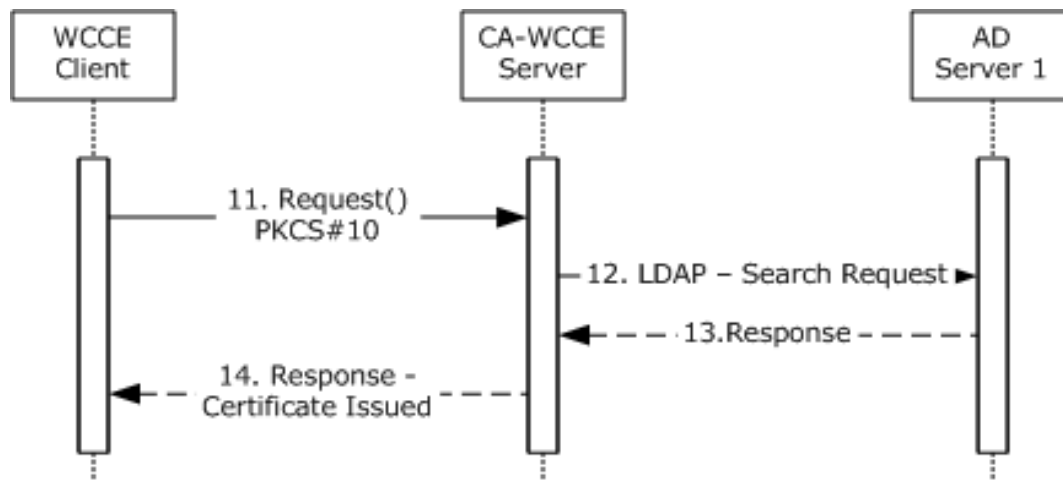 WCCE
Client
CA-WCCE
Server
AD
Server 1
11. Request()
PKCS#10
12. LDAP – Search Request
13.Response
14. Response -
Certificate Issued